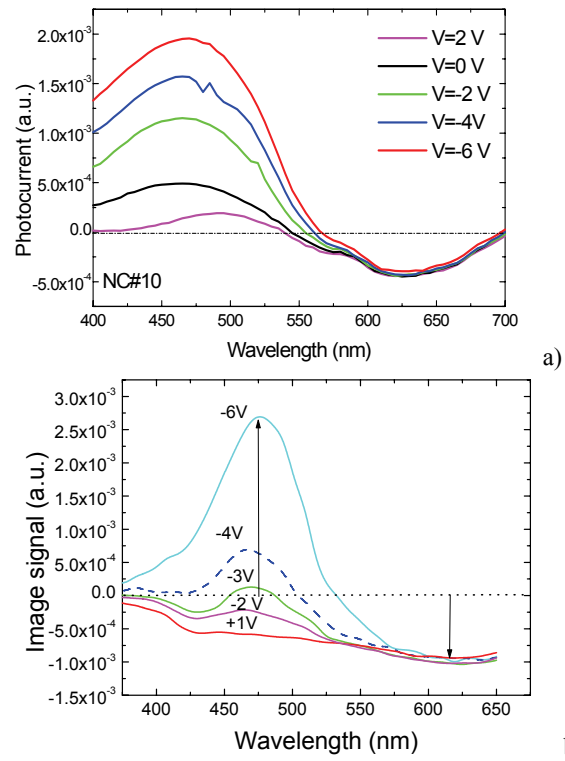 2.0x10⁻³
1.5x10⁻³
1.0x10⁻³
5.0x10⁻⁴
0.0
-5.0x10⁻⁴
Photocurrent (a.u.)
V=2 V
V=0 V
V=-2 V
V=-4V
V=-6 V
NC#10
400 450 500 550 600 650 700
Wavelength (nm)
a)
3.0x10⁻³
2.5x10⁻³
2.0x10⁻³
1.5x10⁻³
1.0x10⁻³
5.0x10⁻⁴
0.0
-5.0x10⁻⁴
-1.0x10⁻³
-1.5x10⁻³
Image signal (a.u.)
-6V
-4V
-3V
-2 V
+1V
400 450 500 550 600 650
Wavelength (nm)